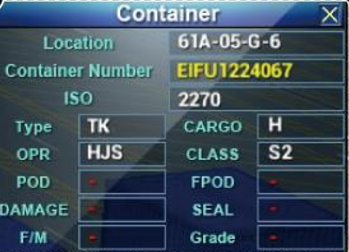 Container
Location 61A-05-G-6
Container Number EIFU1224067
ISO 2270
Type TK CARGO H
OPR HJS CLASS S2
POD - FPOD -
DAMAGE - SEAL -
F/M - Grade -